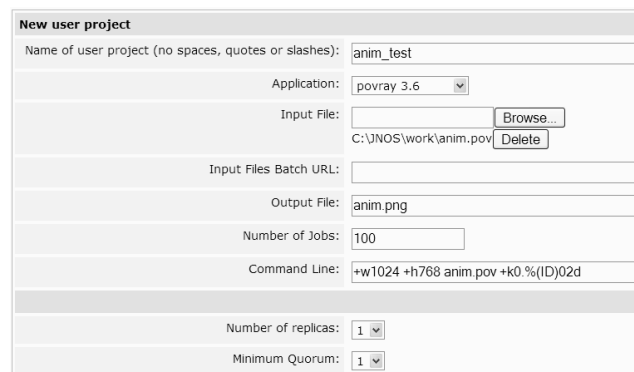 New user project
Name of user project (no spaces, quotes or slashes): anim_test
Application: povray 3.6
Input File: Browse...
C:\JNOS\work\anim.pov Delete
Input Files Batch URL:
Output File: anim.png
Number of Jobs: 100
Command Line: +w1024 +h768 anim.pov +k0.%(ID)02d
Number of replicas: 1
Minimum Quorum: 1